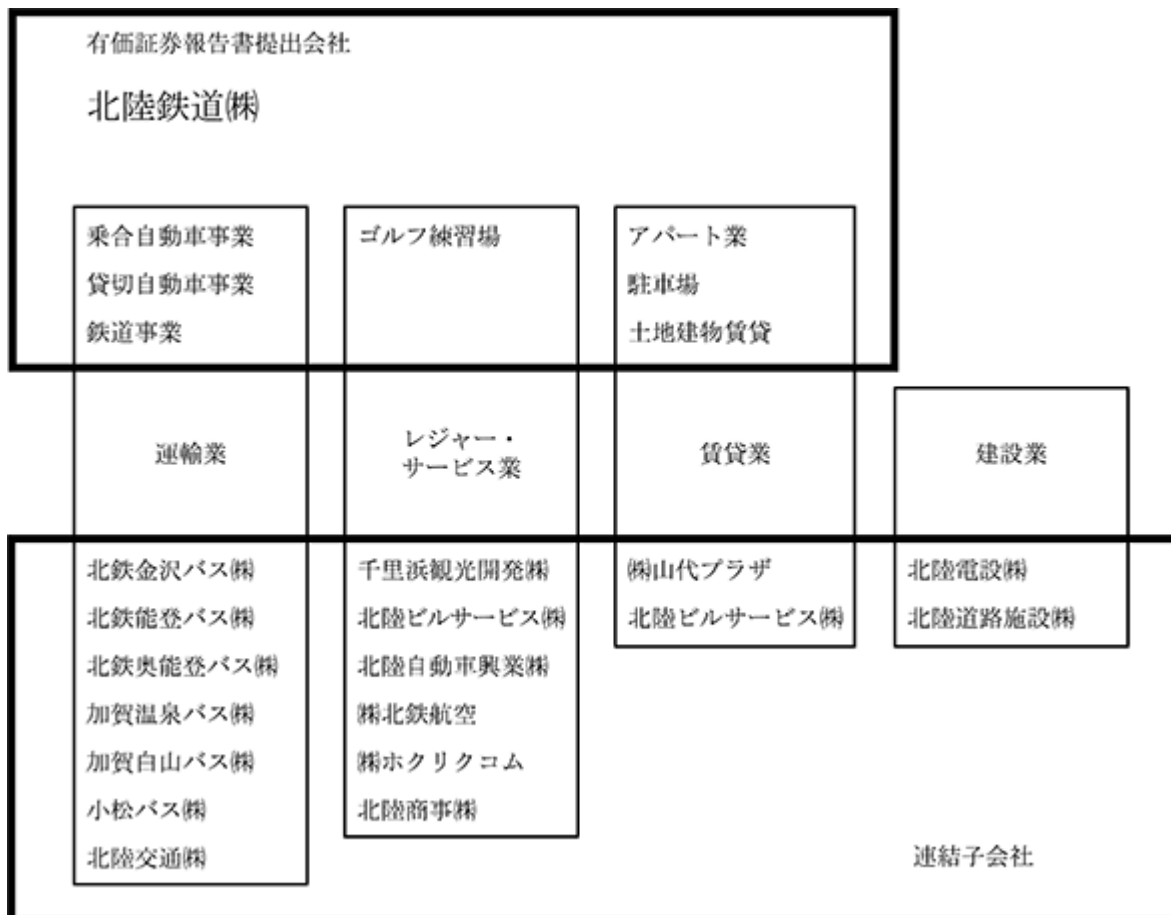 有価証券報告書提出会社
北陸鉄道㈱
乗合自動車事業
貸切自動車事業
鉄道事業
ゴルフ練習場
アパート業
駐車場
土地建物賃貸
運輸業
レジャー・
サービス業
賃貸業
建設業
北鉄金沢バス㈱
北鉄能登バス㈱
北鉄奥能登バス㈱
加賀温泉バス㈱
加賀白山バス㈱
小松バス㈱
北陸交通㈱
千里浜観光開発㈱
北陸ビルサービス㈱
北陸自動車興業㈱
㈱北鉄航空
㈱ホクリクコム
北陸商事㈱
㈱山代プラザ
北陸ビルサービス㈱
北陸電設㈱
北陸道路施設㈱
連結子会社